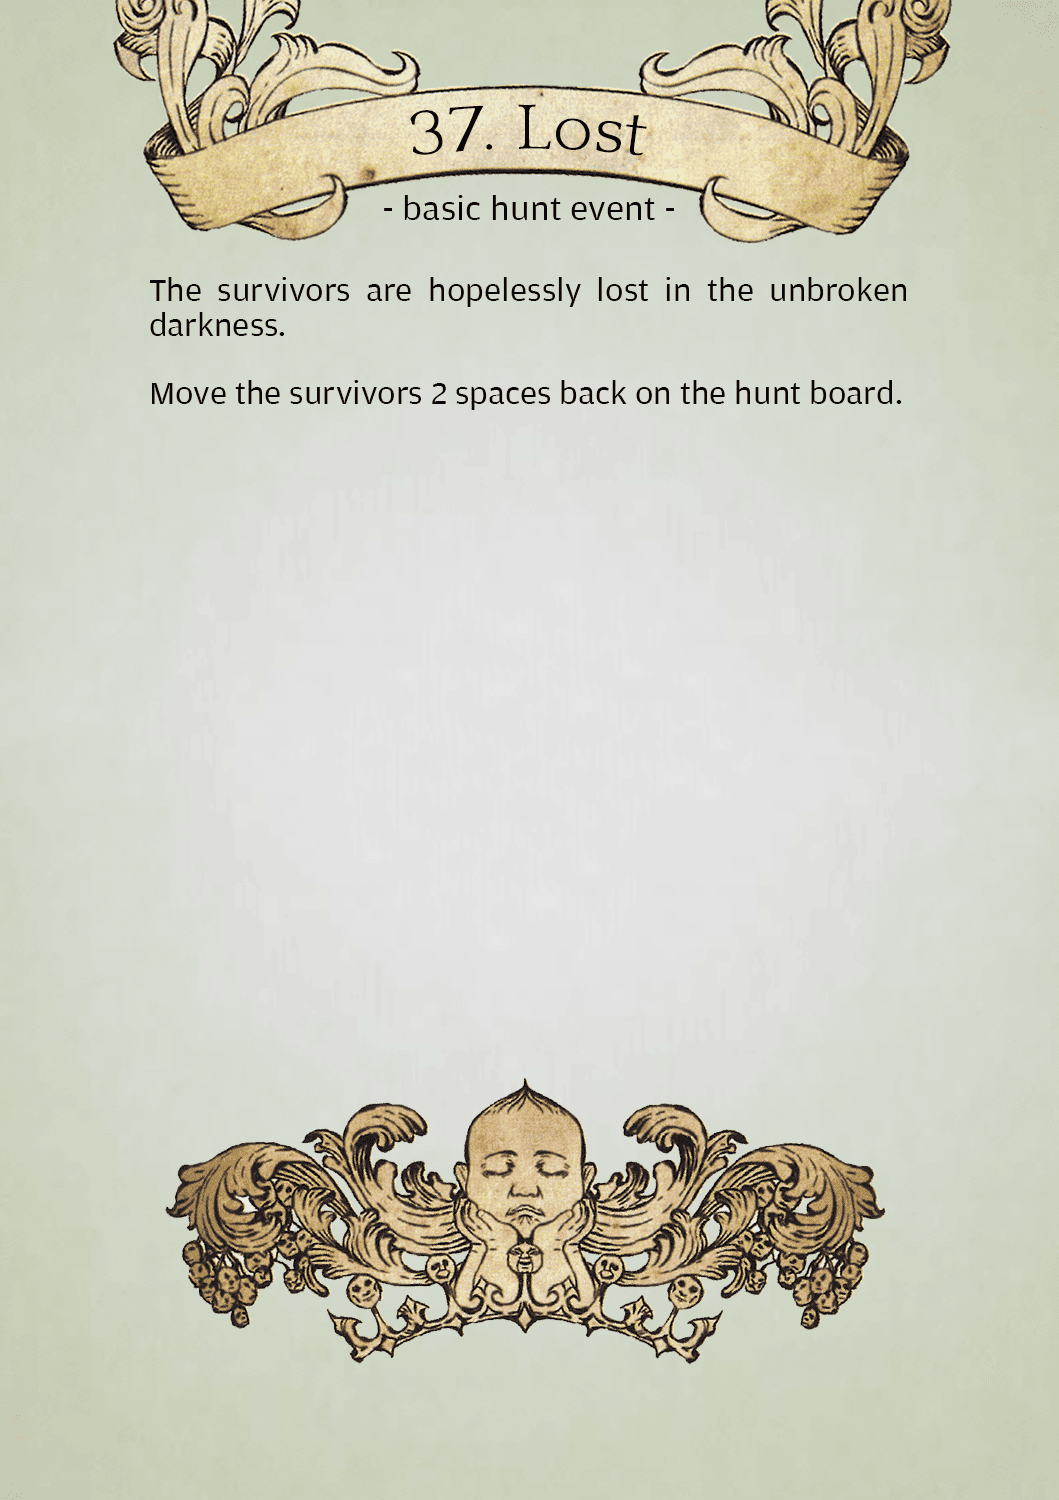 37. Lost
- basic hunt event -
The survivors are hopelessly lost in the unbroken
darkness.
Move the survivors 2 spaces back on the hunt board.